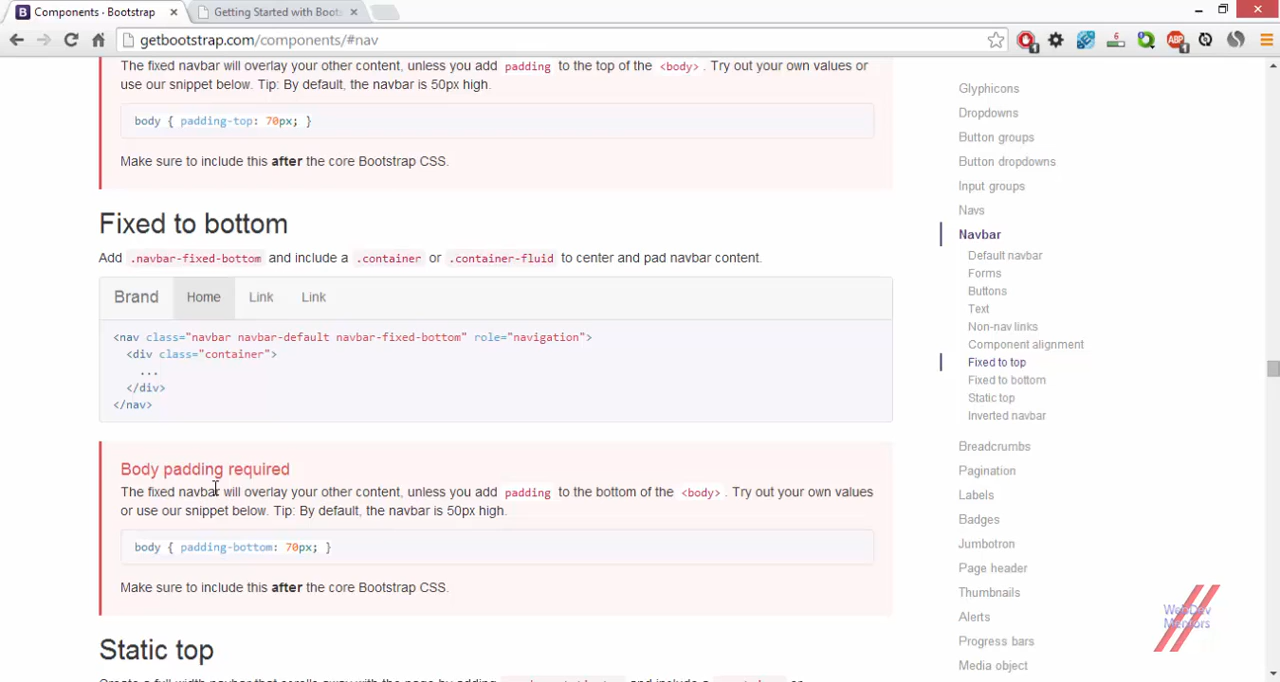 Components · Bootstrap
Getting Started with Boots
getbootstrap.com/components/#nav
The fixed navbar will overlay your other content, unless you add padding to the top of the <body>. Try out your own values or
use our snippet below. Tip: By default, the navbar is 50px high.
body { padding-top: 70px; }
Make sure to include this after the core Bootstrap CSS.
Fixed to bottom
Add .navbar-fixed-bottom and include a .container or .container-fluid to center and pad navbar content.
Brand Home Link Link
<nav class="navbar navbar-default navbar-fixed-bottom" role="navigation">
<div class="container">
...
</div>
</nav>
Body padding required
The fixed navbar will overlay your other content, unless you add padding to the bottom of the <body>. Try out your own values
or use our snippet below. Tip: By default, the navbar is 50px high.
body { padding-bottom: 70px; }
Make sure to include this after the core Bootstrap CSS.
Static top
Glyphicons
Dropdowns
Button groups
Button dropdowns
Input groups
Navs
Navbar
Default navbar
Forms
Buttons
Text
Non-nav links
Component alignment
Fixed to top
Fixed to bottom
Static top
Inverted navbar
Breadcrumbs
Pagination
Labels
Badges
Jumbotron
Page header
Thumbnails
Alerts
Progress bars
Media object
WebDev
Mentors